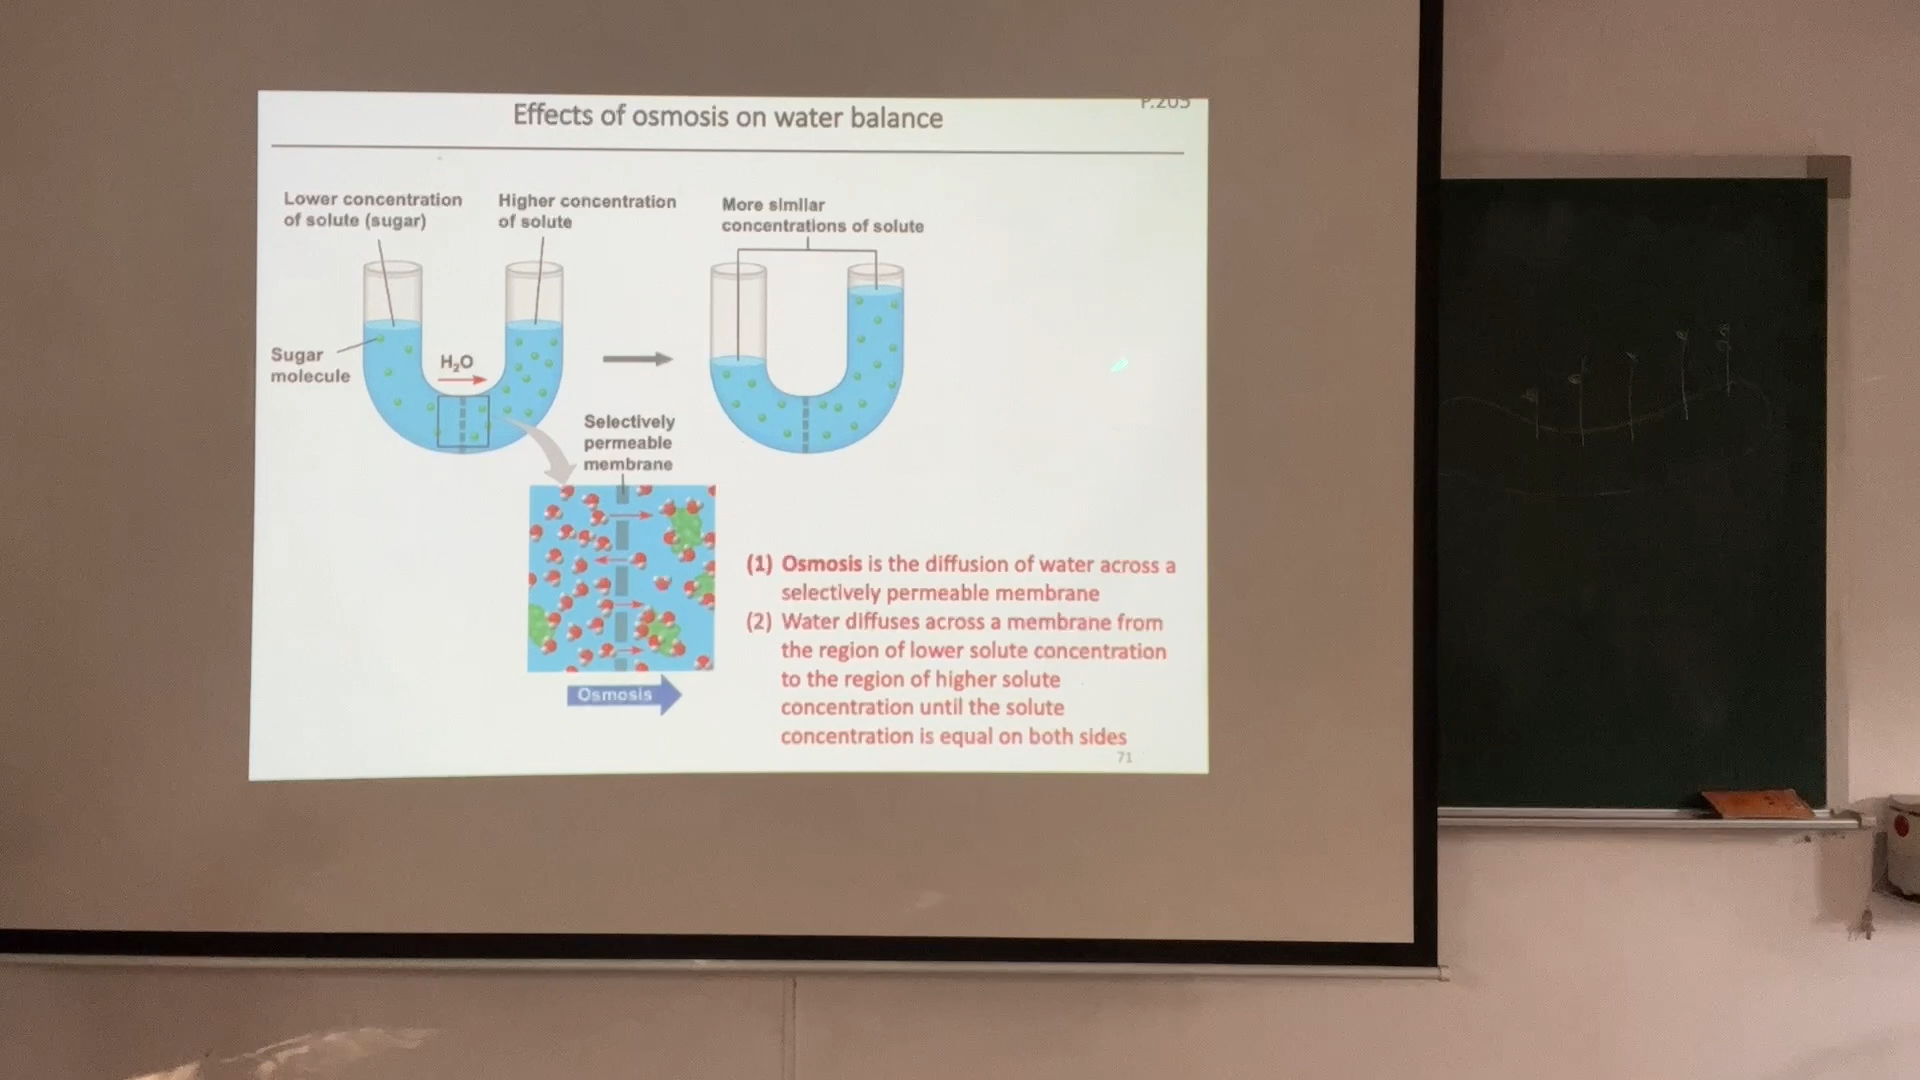 P.205
Effects of osmosis on water balance
Lower concentration
of solute (sugar)
Higher concentration
of solute
More similar
concentrations of solute
Sugar
molecule
H₂O
Selectively
permeable
membrane
Osmosis
(1) Osmosis is the diffusion of water across a
selectively permeable membrane
(2) Water diffuses across a membrane from
the region of lower solute concentration
to the region of higher solute
concentration until the solute
concentration is equal on both sides
71